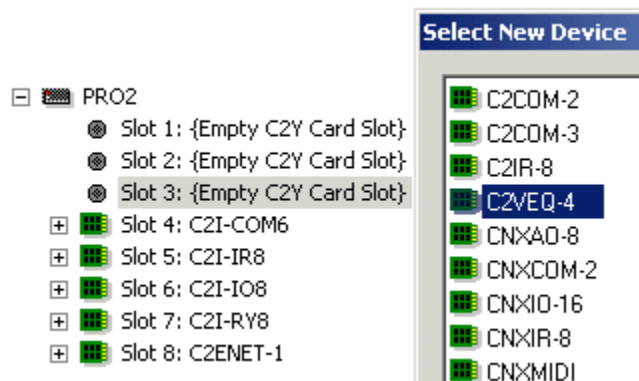 PRO2
Slot 1: {Empty C2Y Card Slot}
Slot 2: {Empty C2Y Card Slot}
Slot 3: {Empty C2Y Card Slot}
Slot 4: C2I-COM6
Slot 5: C2I-IR8
Slot 6: C2I-IO8
Slot 7: C2I-RY8
Slot 8: C2ENET-1
Select New Device
C2COM-2
C2COM-3
C2IR-8
C2VEQ-4
CNXAO-8
CNXCOM-2
CNXIO-16
CNXIR-8
CNXMIDI